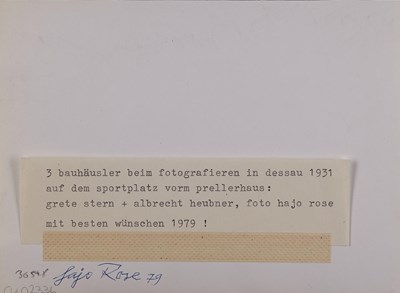 3 bauhäusler beim fotografieren in dessau 1931
auf dem sportplatz vorm prellerhaus:
grete stern + albrecht heubner, foto hajo rose
mit besten wünschen 1979 !
Hajo Rose 79